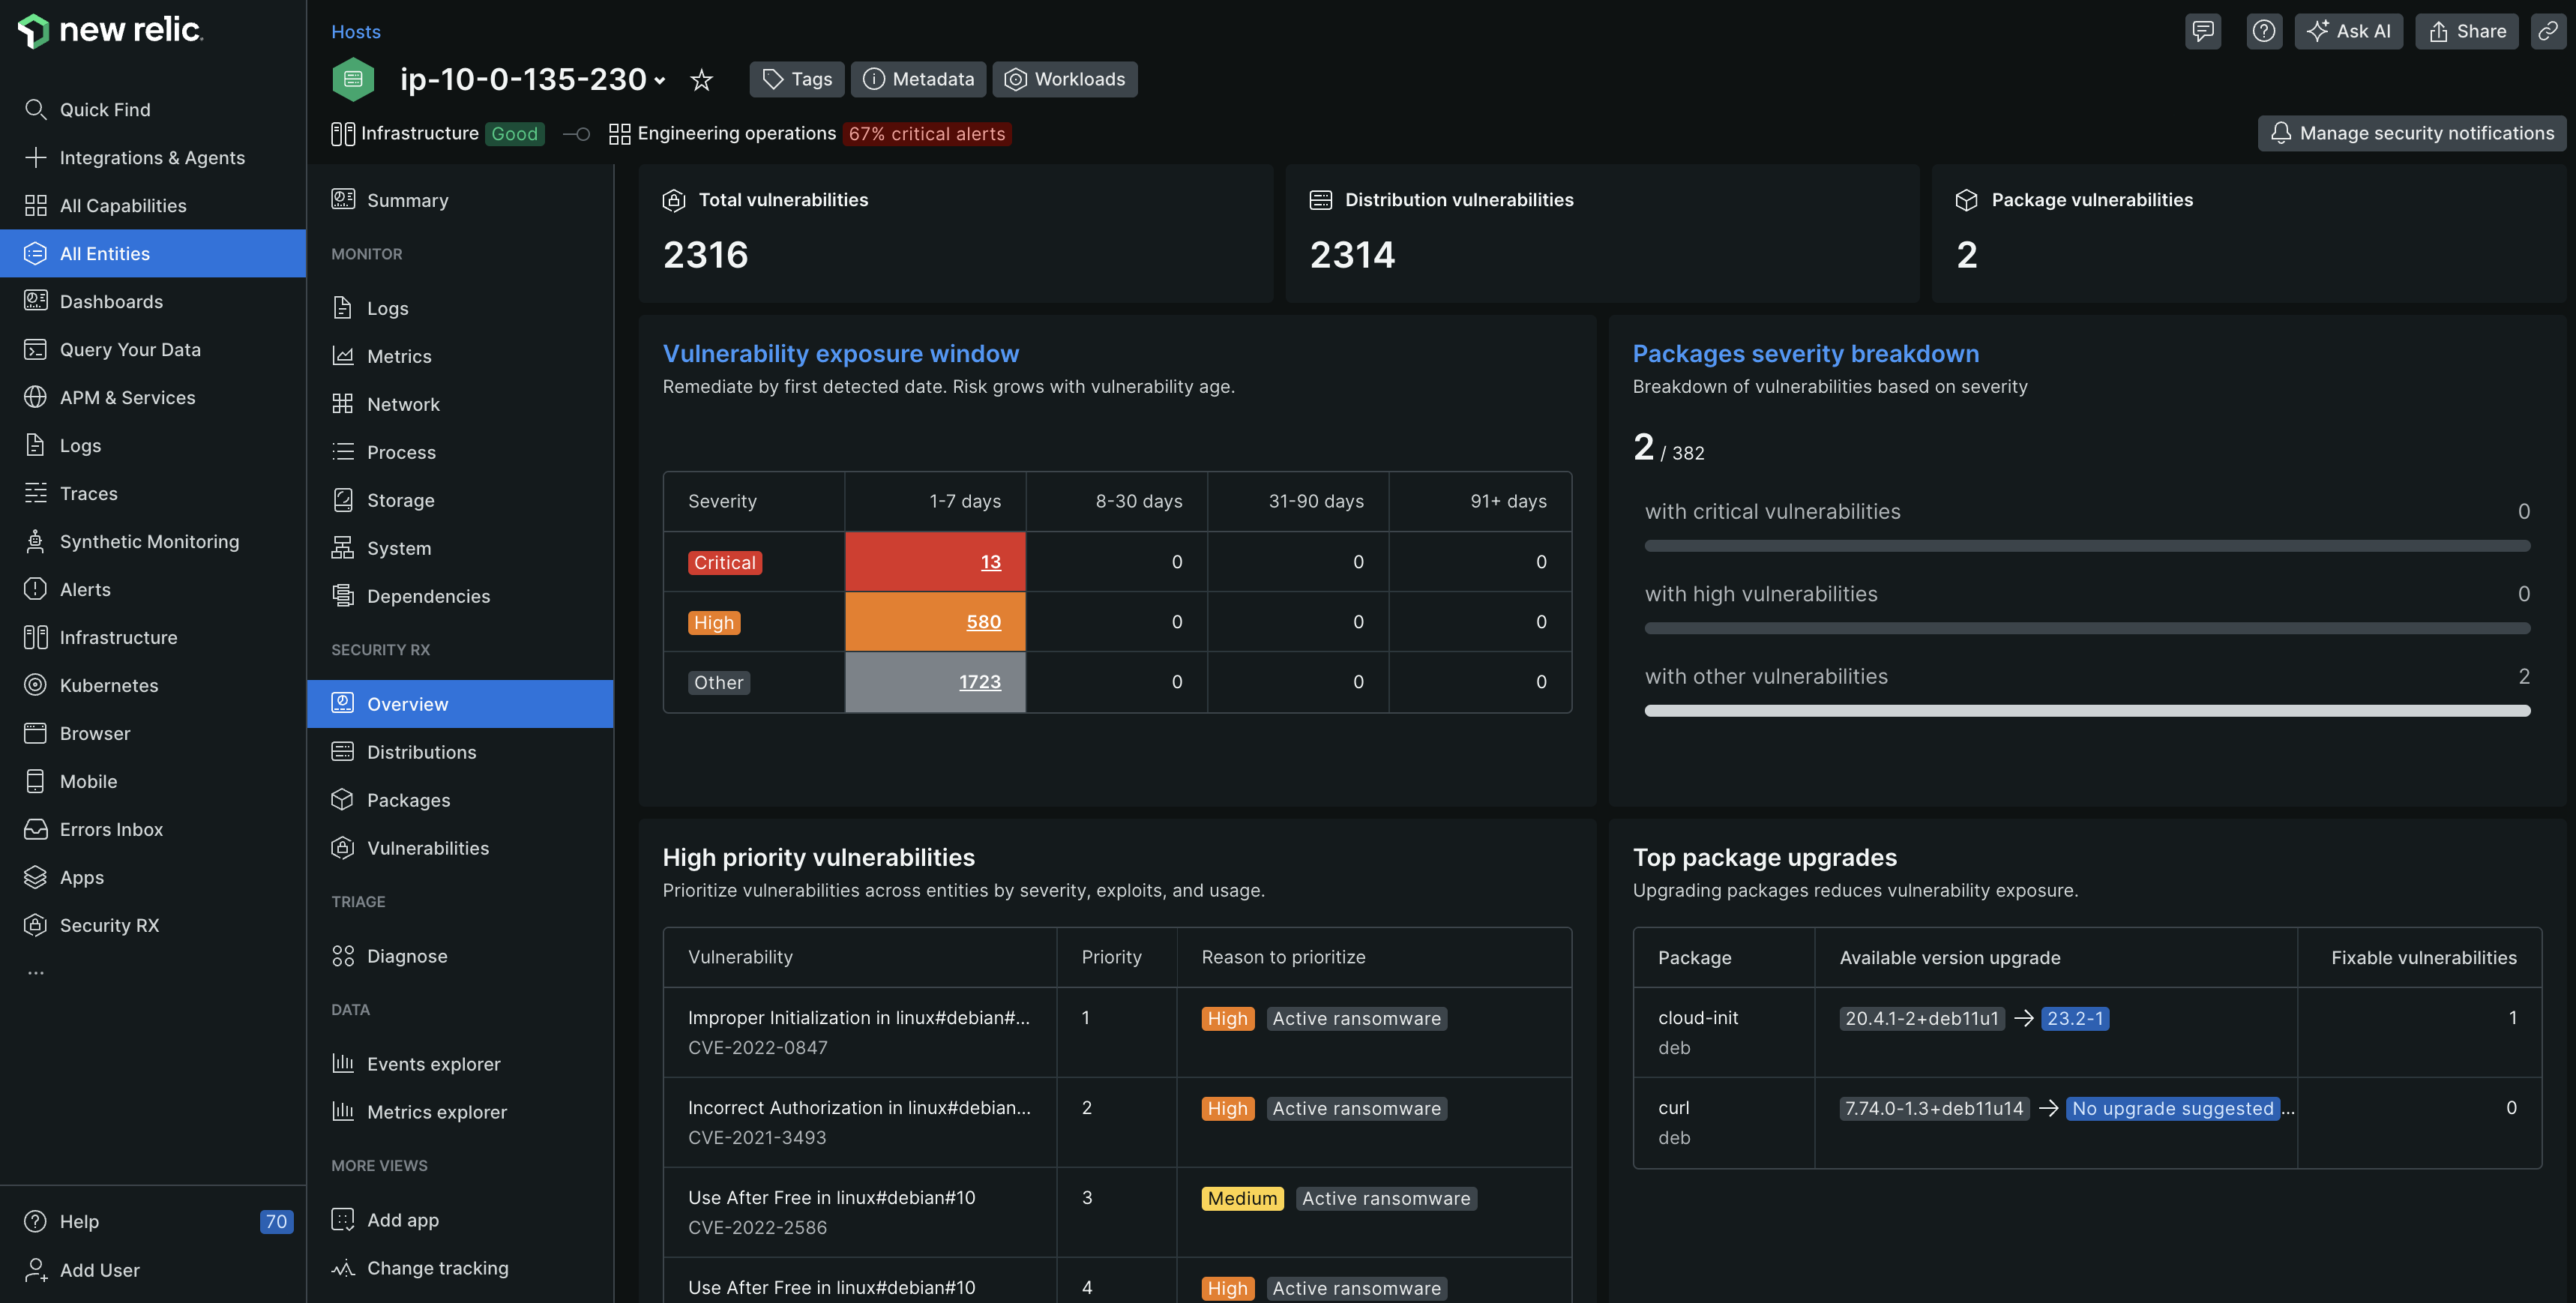 new relic.
Quick Find
Integrations & Agents
All Capabilities
All Entities
Dashboards
Query Your Data
APM & Services
Logs
Traces
Synthetic Monitoring
Alerts
Infrastructure
Kubernetes
Browser
Mobile
Errors Inbox
Apps
Security RX
...
Help 70
Add User
Hosts
ip-10-0-135-230
Tags Metadata Workloads
Ask AI Share
Infrastructure Good Engineering operations 67% critical alerts
Manage security notifications
Summary
MONITOR
Logs
Metrics
Network
Process
Storage
System
Dependencies
SECURITY RX
Overview
Distributions
Packages
Vulnerabilities
TRIAGE
Diagnose
DATA
Events explorer
Metrics explorer
MORE VIEWS
Add app
Change tracking
Total vulnerabilities
2316
Distribution vulnerabilities
2314
Package vulnerabilities
2
Vulnerability exposure window
Remediate by first detected date. Risk grows with vulnerability age.
Severity 1-7 days 8-30 days 31-90 days 91+ days
Critical 13 0 0 0
High 580 0 0 0
Other 1723 0 0 0
Packages severity breakdown
Breakdown of vulnerabilities based on severity
2 / 382
with critical vulnerabilities 0
with high vulnerabilities 0
with other vulnerabilities 2
High priority vulnerabilities
Prioritize vulnerabilities across entities by severity, exploits, and usage.
Vulnerability Priority Reason to prioritize
Improper Initialization in linux#debian#... 1 High Active ransomware
CVE-2022-0847
Incorrect Authorization in linux#debian... 2 High Active ransomware
CVE-2021-3493
Use After Free in linux#debian#10 3 Medium Active ransomware
CVE-2022-2586
Use After Free in linux#debian#10 4 High Active ransomware
Top package upgrades
Upgrading packages reduces vulnerability exposure.
Package Available version upgrade Fixable vulnerabilities
cloud-init 20.4.1-2+deb11u1 → 23.2-1 1
deb
curl 7.74.0-1.3+deb11u14 → No upgrade suggested... 0
deb